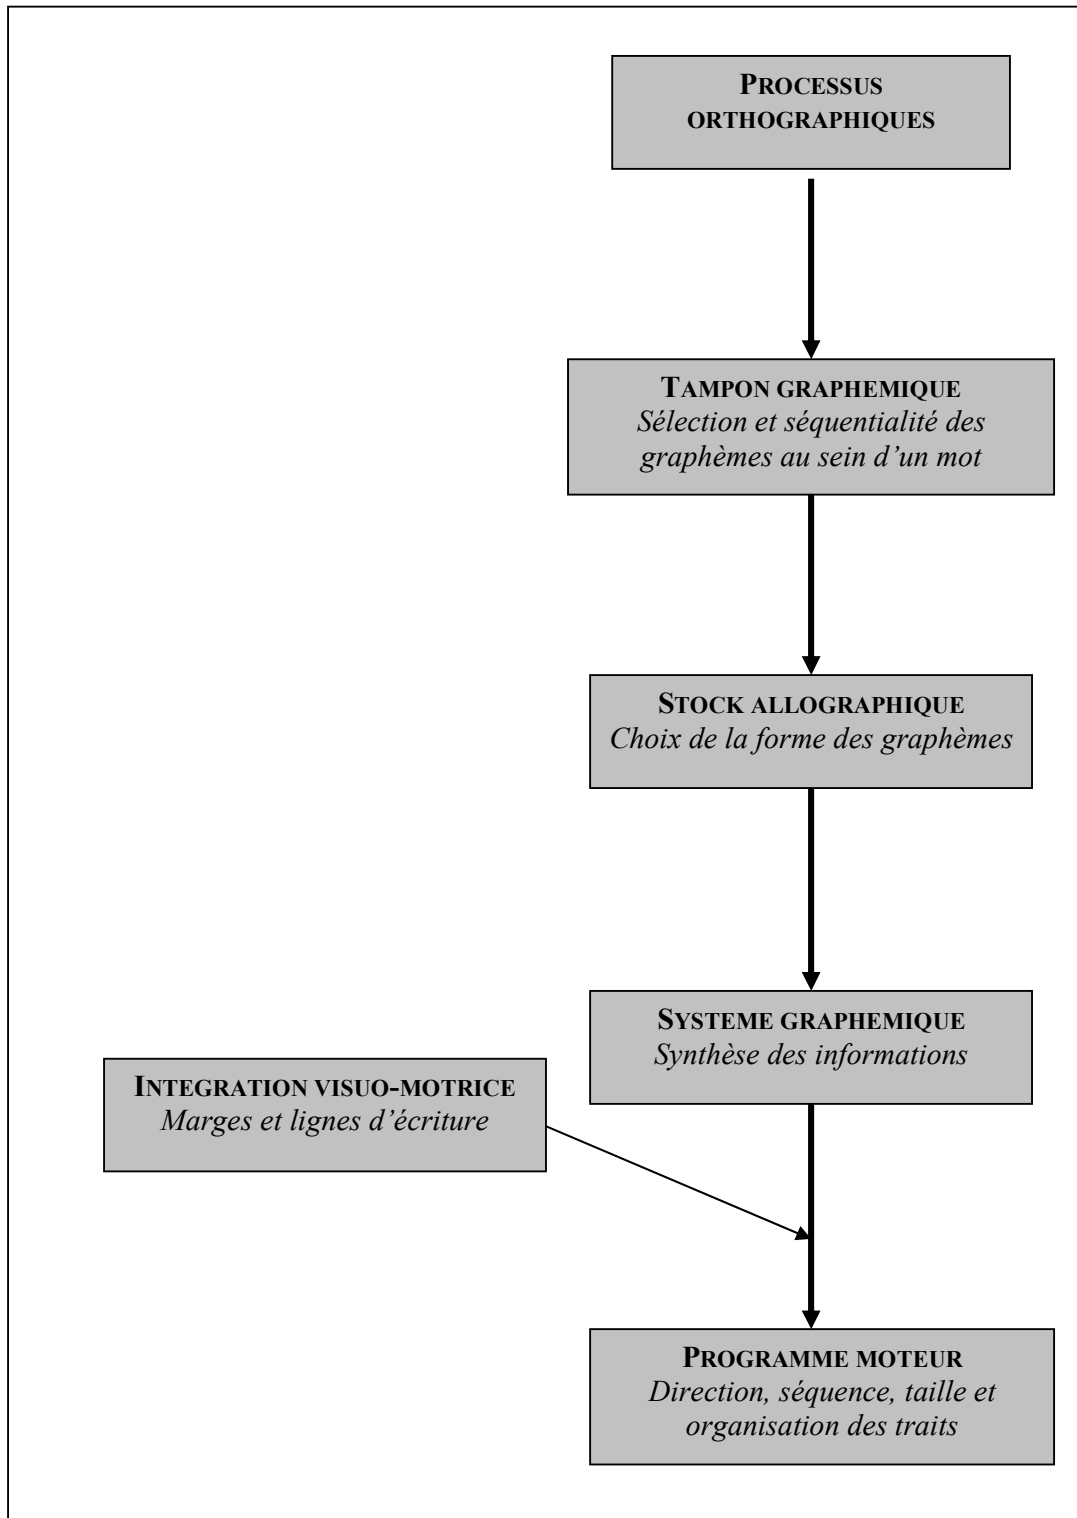 PROCESSUS
ORTHOGRAPHIQUES
TAMPON GRAPHEMIQUE
Sélection et séquentialité des
graphèmes au sein d’un mot
STOCK ALLOGRAPHIQUE
Choix de la forme des graphèmes
SYSTEME GRAPHEMIQUE
Synthèse des informations
INTEGRATION VISUO-MOTRICE
Marges et lignes d’écriture
PROGRAMME MOTEUR
Direction, séquence, taille et
organisation des traits